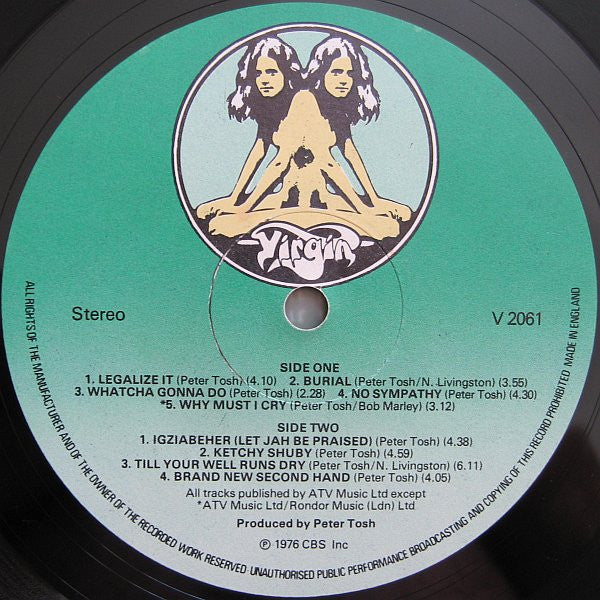 Virgin
Stereo
V 2061
SIDE ONE
1. LEGALIZE IT (Peter Tosh) (4.10) 2. BURIAL (Peter Tosh/N. Livingston) (3.55)
3. WHATCHA GONNA DO (Peter Tosh) (2.28) 4. NO SYMPATHY (Peter Tosh) (4.30)
*5. WHY MUST I CRY (Peter Tosh/Bob Marley) (3.12)
SIDE TWO
1. IGZIABEHER (LET JAH BE PRAISED) (Peter Tosh) (4.38)
2. KETCHY SHUBY (Peter Tosh) (4.59)
3. TILL YOUR WELL RUNS DRY (Peter Tosh/N. Livingston) (6.11)
4. BRAND NEW SECOND HAND (Peter Tosh) (4.05)
All tracks published by ATV Music Ltd except
*ATV Music Ltd/Rondor Music (Ldn) Ltd
Produced by Peter Tosh
℗ 1976 CBS Inc
ALL RIGHTS OF THE MANUFACTURER AND OF THE OWNER OF THE RECORDED WORK RESERVED · UNAUTHORISED PUBLIC PERFORMANCE BROADCASTING AND COPYING OF THIS RECORD PROHIBITED MADE IN ENGLAND